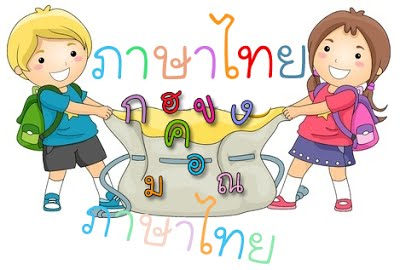 ภาษาไทย
ก ฮ ข ง
ค
อ
ม ณ
ภาษาไทย